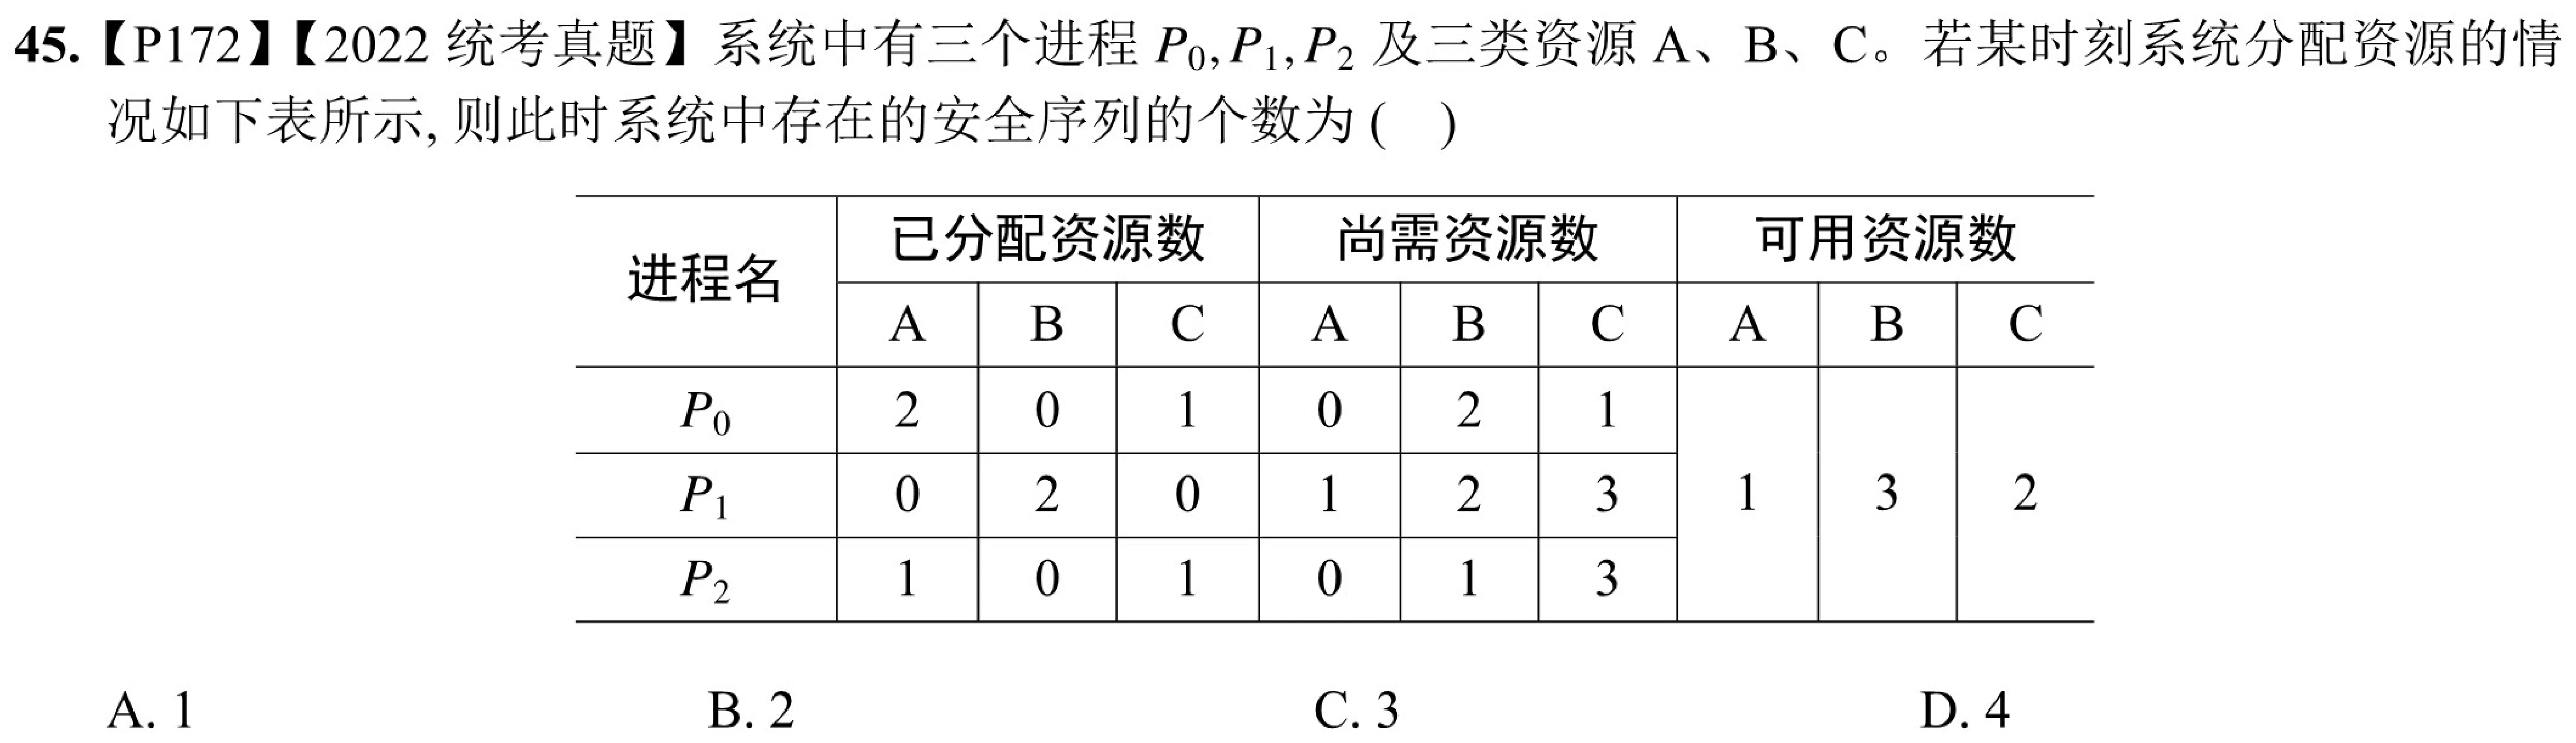 45.【P172】【2022 统考真题】系统中有三个进程 P0, P1, P2 及三类资源 A、B、C。若某时刻系统分配资源的情
况如下表所示, 则此时系统中存在的安全序列的个数为 ( )
进程名 已分配资源数 尚需资源数 可用资源数
A B C A B C A B C
P0 2 0 1 0 2 1
P1 0 2 0 1 2 3 1 3 2
P2 1 0 1 0 1 3
A. 1 B. 2 C. 3 D. 4